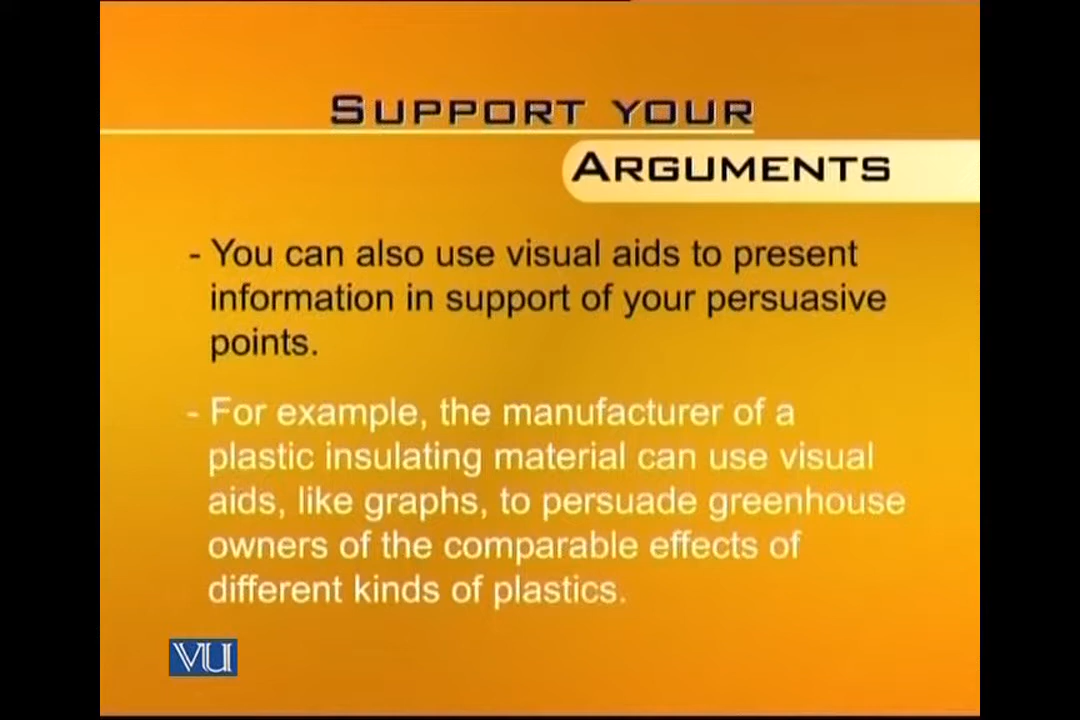 SUPPORT YOUR
ARGUMENTS
- You can also use visual aids to present
information in support of your persuasive
points.
- For example, the manufacturer of a
plastic insulating material can use visual
aids, like graphs, to persuade greenhouse
owners of the comparable effects of
different kinds of plastics.
VU